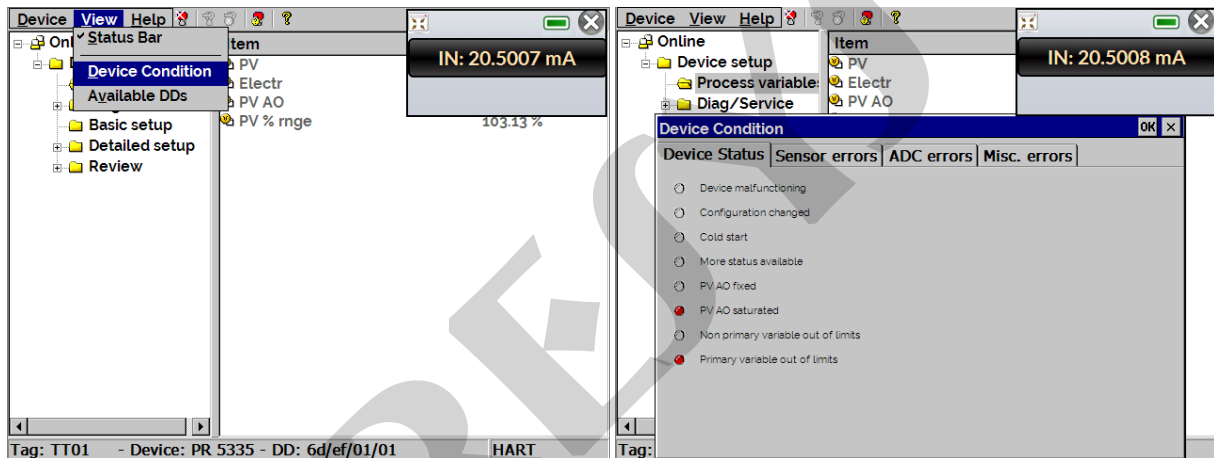 Device View Help
Status Bar
Device Condition
Available DDs
Item
PV
Electr
PV AO
PV % rnge 103.13 %
Basic setup
Detailed setup
Review
IN: 20.5007 mA
Tag: TT01 - Device: PR 5335 - DD: 6d/ef/01/01 HART
Device View Help
Online
Device setup
Process variable
Diag/Service
Item
PV
Electr
PV AO
IN: 20.5008 mA
Device Condition OK
Device Status Sensor errors ADC errors Misc. errors
Device malfunctioning
Configuration changed
Cold start
More status available
PV AO fixed
PV AO saturated
Non primary variable out of limits
Primary variable out of limits
Tag: